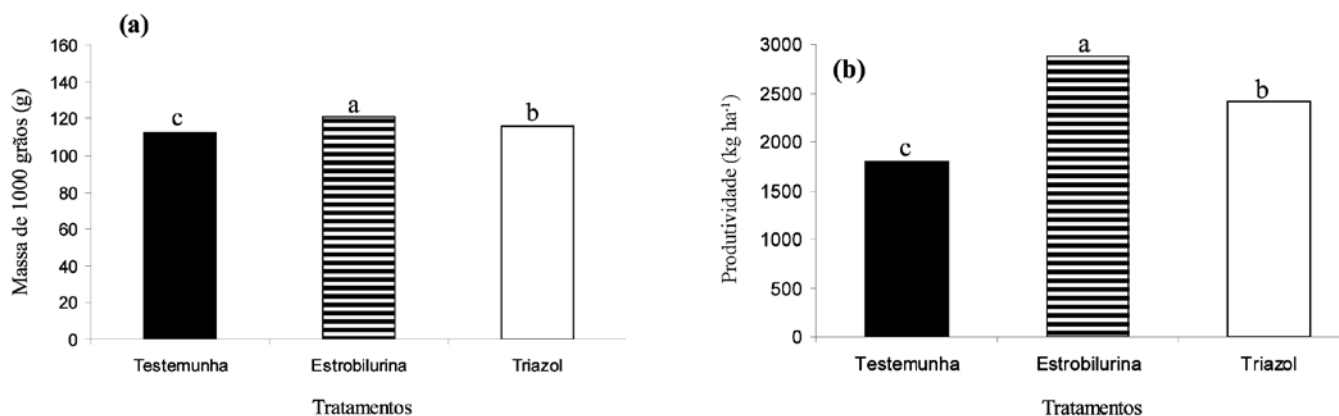 (a)
Massa de 1000 grãos (g)
160
140
120
100
80
60
40
20
0
c
a
b
Testemunha
Estrobilurina
Triazol
Tratamentos
(b)
Produtividade (kg ha⁻¹)
3000
2500
2000
1500
1000
500
0
c
a
b
Testemunha
Estrobilurina
Triazol
Tratamentos